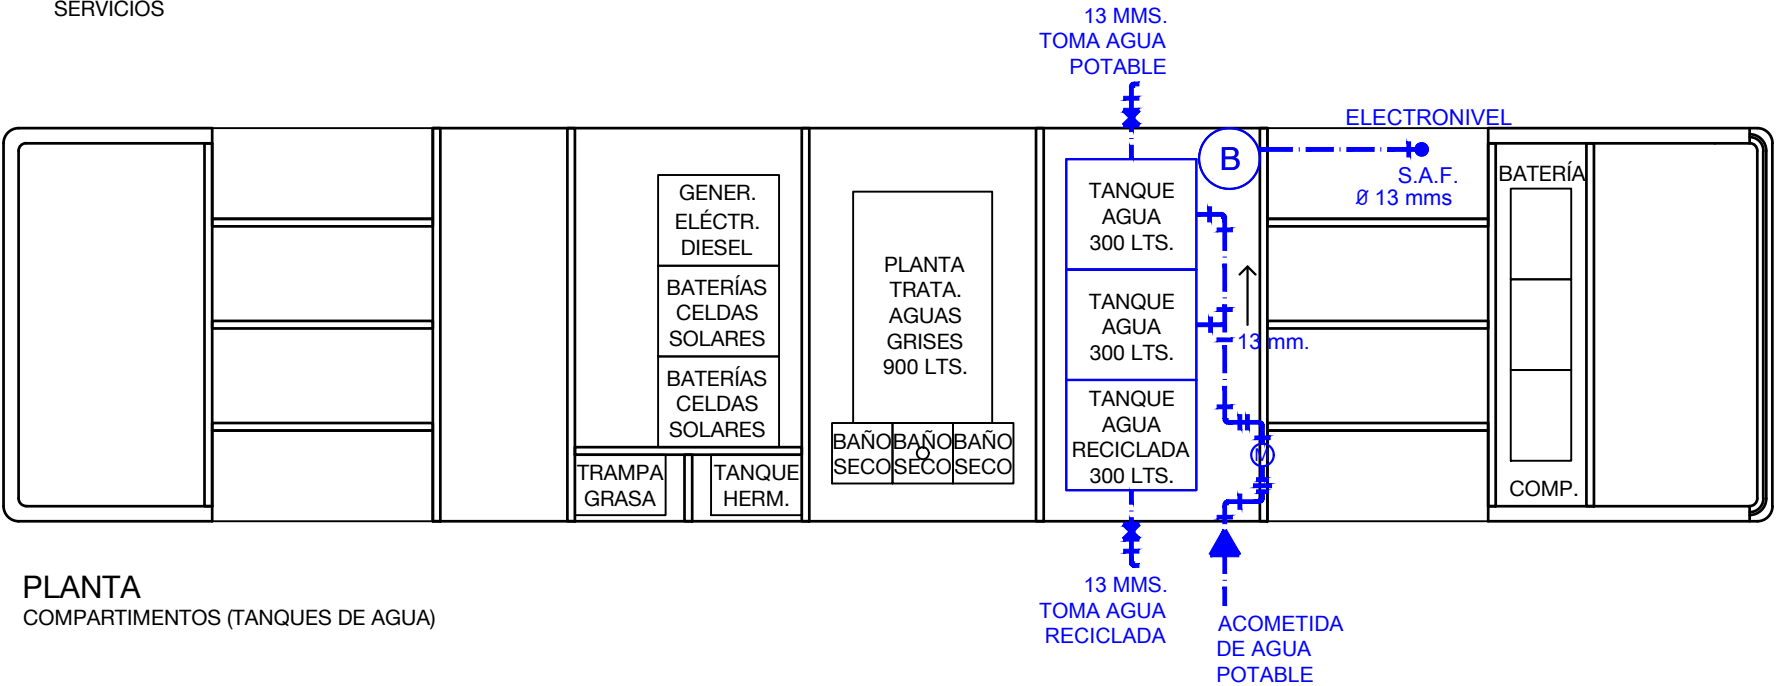 SERVICIOS
13 MMS.
TOMA AGUA
POTABLE
ELECTRONIVEL
B
S.A.F.
Ø 13 mms
BATERÍA
COMP.
GENER.
ELÉCTR.
DIESEL
BATERÍAS
CELDAS
SOLARES
BATERÍAS
CELDAS
SOLARES
TRAMPA
GRASA
TANQUE
HERM.
PLANTA
TRATA.
AGUAS
GRISES
900 LTS.
BAÑO
SECO
BAÑO
SECO
BAÑO
SECO
TANQUE
AGUA
300 LTS.
TANQUE
AGUA
300 LTS.
TANQUE
AGUA
RECICLADA
300 LTS.
13 mm.
M
13 MMS.
TOMA AGUA
RECICLADA
ACOMETIDA
DE AGUA
POTABLE
PLANTA
COMPARTIMENTOS (TANQUES DE AGUA)